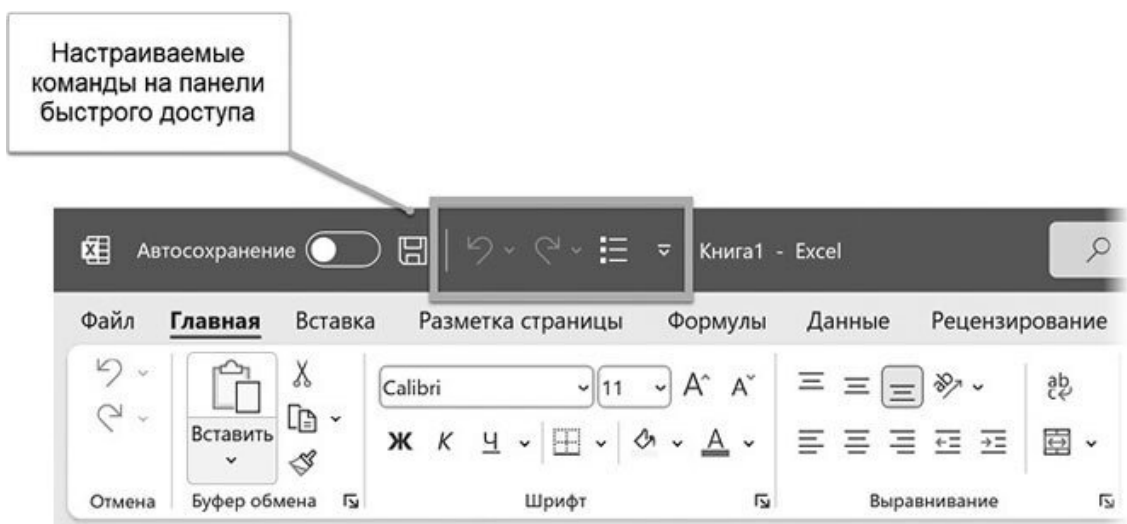 Настраиваемые
команды на панели
быстрого доступа
Автосохранение
Книга1 - Excel
Файл Главная Вставка Разметка страницы Формулы Данные Рецензирование
Calibri 11 A A
ab
c
Вставить
Ж К Ч A
Отмена Буфер обмена Шрифт Выравнивание